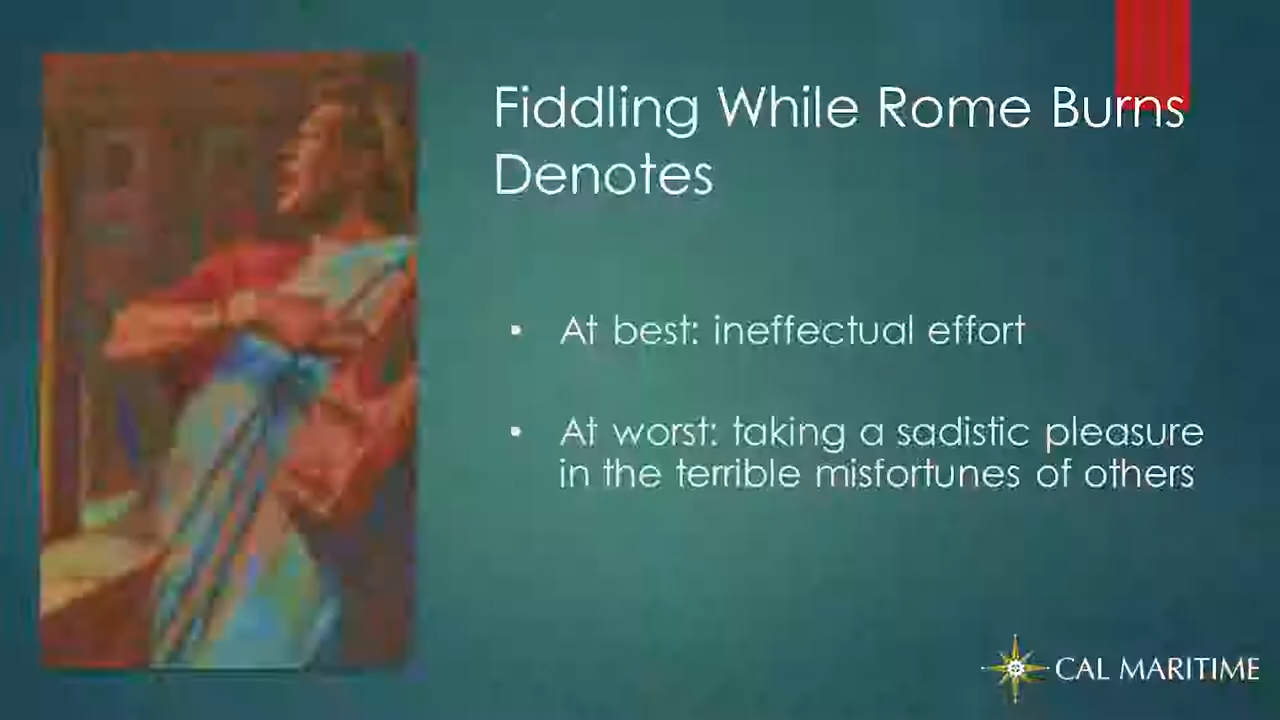 Fiddling While Rome Burns
Denotes
• At best: ineffectual effort
• At worst: taking a sadistic pleasure
in the terrible misfortunes of others
CAL MARITIME